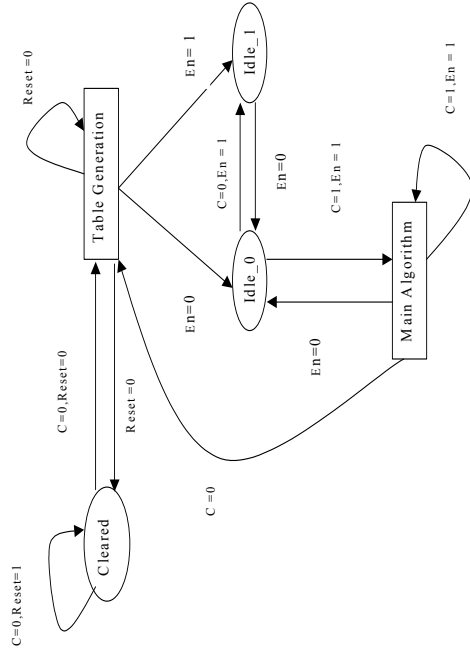 C=0,Reset=1
Cleared
C=0,Reset=0
Reset=0
Reset=0
Table Generation
C=0
En=0
En= 1
Idle_0
C=0,En= 1
En=0
Idle_1
En=0
C=1,En= 1
Main Algorithm
C=1,En= 1